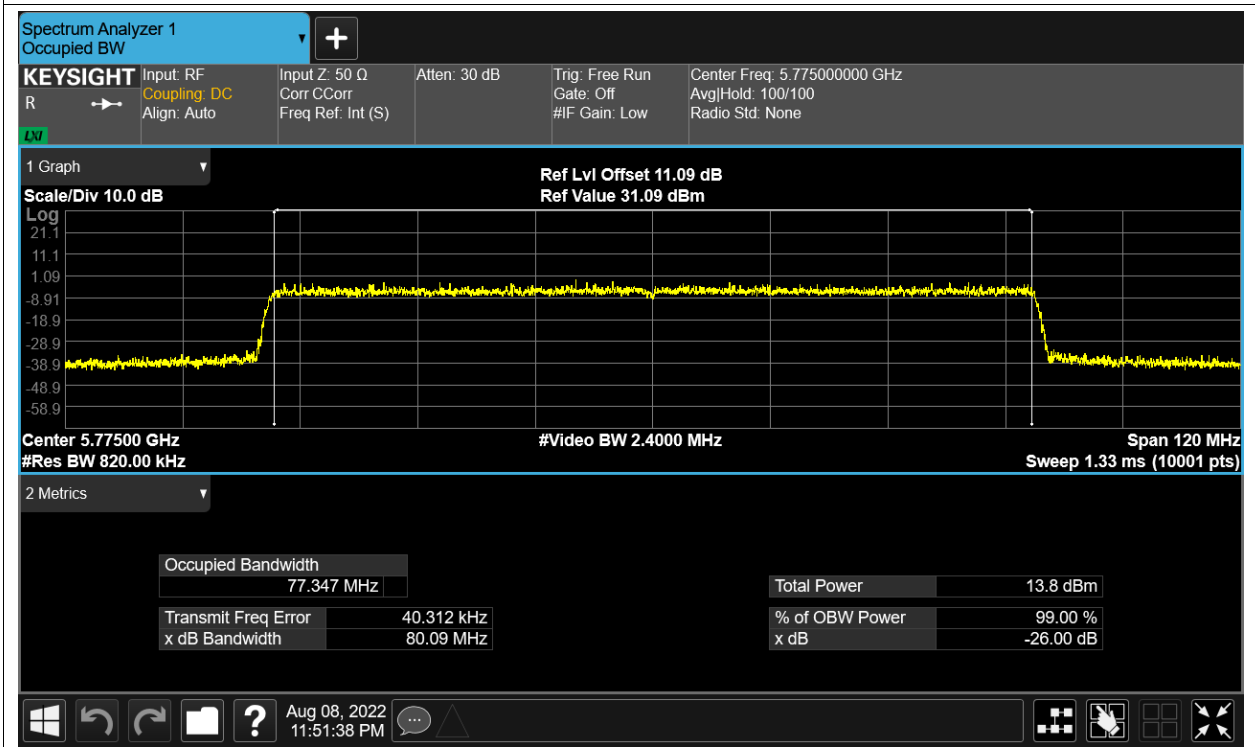 Spectrum Analyzer 1
Occupied BW
KEYSIGHT
R
LXI
Input: RF
Coupling: DC
Align: Auto
Input Z: 50 Ω
Corr CCorr
Freq Ref: Int (S)
Atten: 30 dB
Trig: Free Run
Gate: Off
#IF Gain: Low
Center Freq: 5.775000000 GHz
Avg|Hold: 100/100
Radio Std: None
1 Graph
Ref Lvl Offset 11.09 dB
Scale/Div 10.0 dB
Ref Value 31.09 dBm
Log
21.1
11.1
1.09
-8.91
-18.9
-28.9
-38.9
-48.9
-58.9
Center 5.77500 GHz
#Video BW 2.4000 MHz
Span 120 MHz
#Res BW 820.00 kHz
Sweep 1.33 ms (10001 pts)
2 Metrics
Occupied Bandwidth
77.347 MHz
Total Power 13.8 dBm
Transmit Freq Error 40.312 kHz
% of OBW Power 99.00 %
x dB Bandwidth 80.09 MHz
x dB -26.00 dB
?
Aug 08, 2022
11:51:38 PM